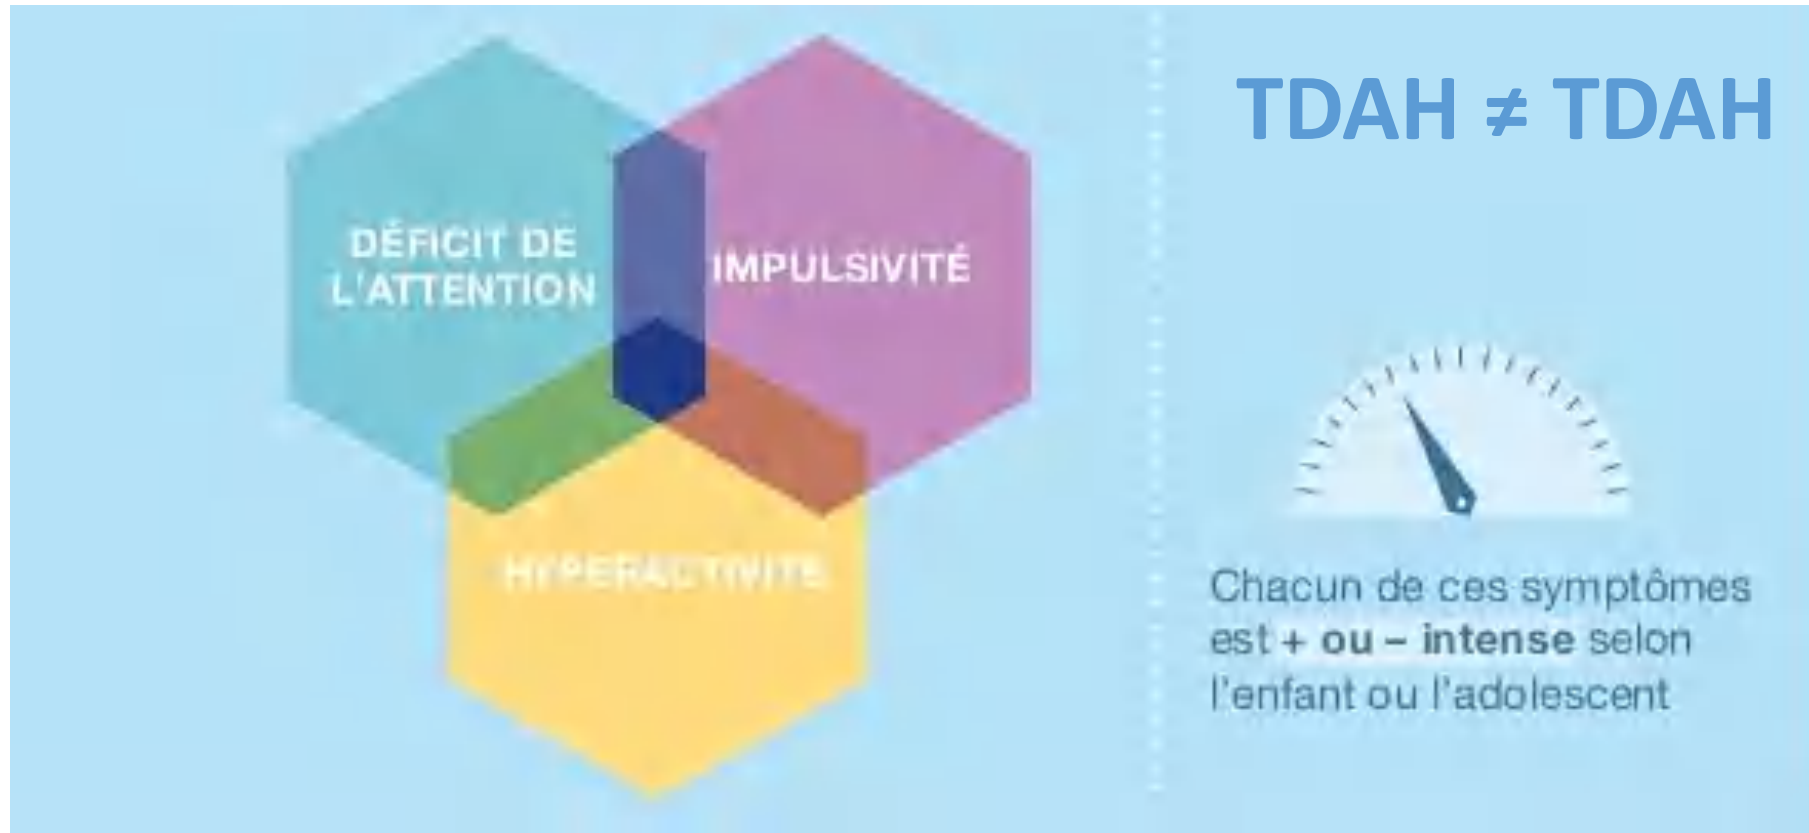 TDAH ≠ TDAH
DÉFICIT DE
L'ATTENTION
IMPULSIVITÉ
HYPERACTIVITÉ
Chacun de ces symptômes
est + ou – intense selon
l'enfant ou l'adolescent